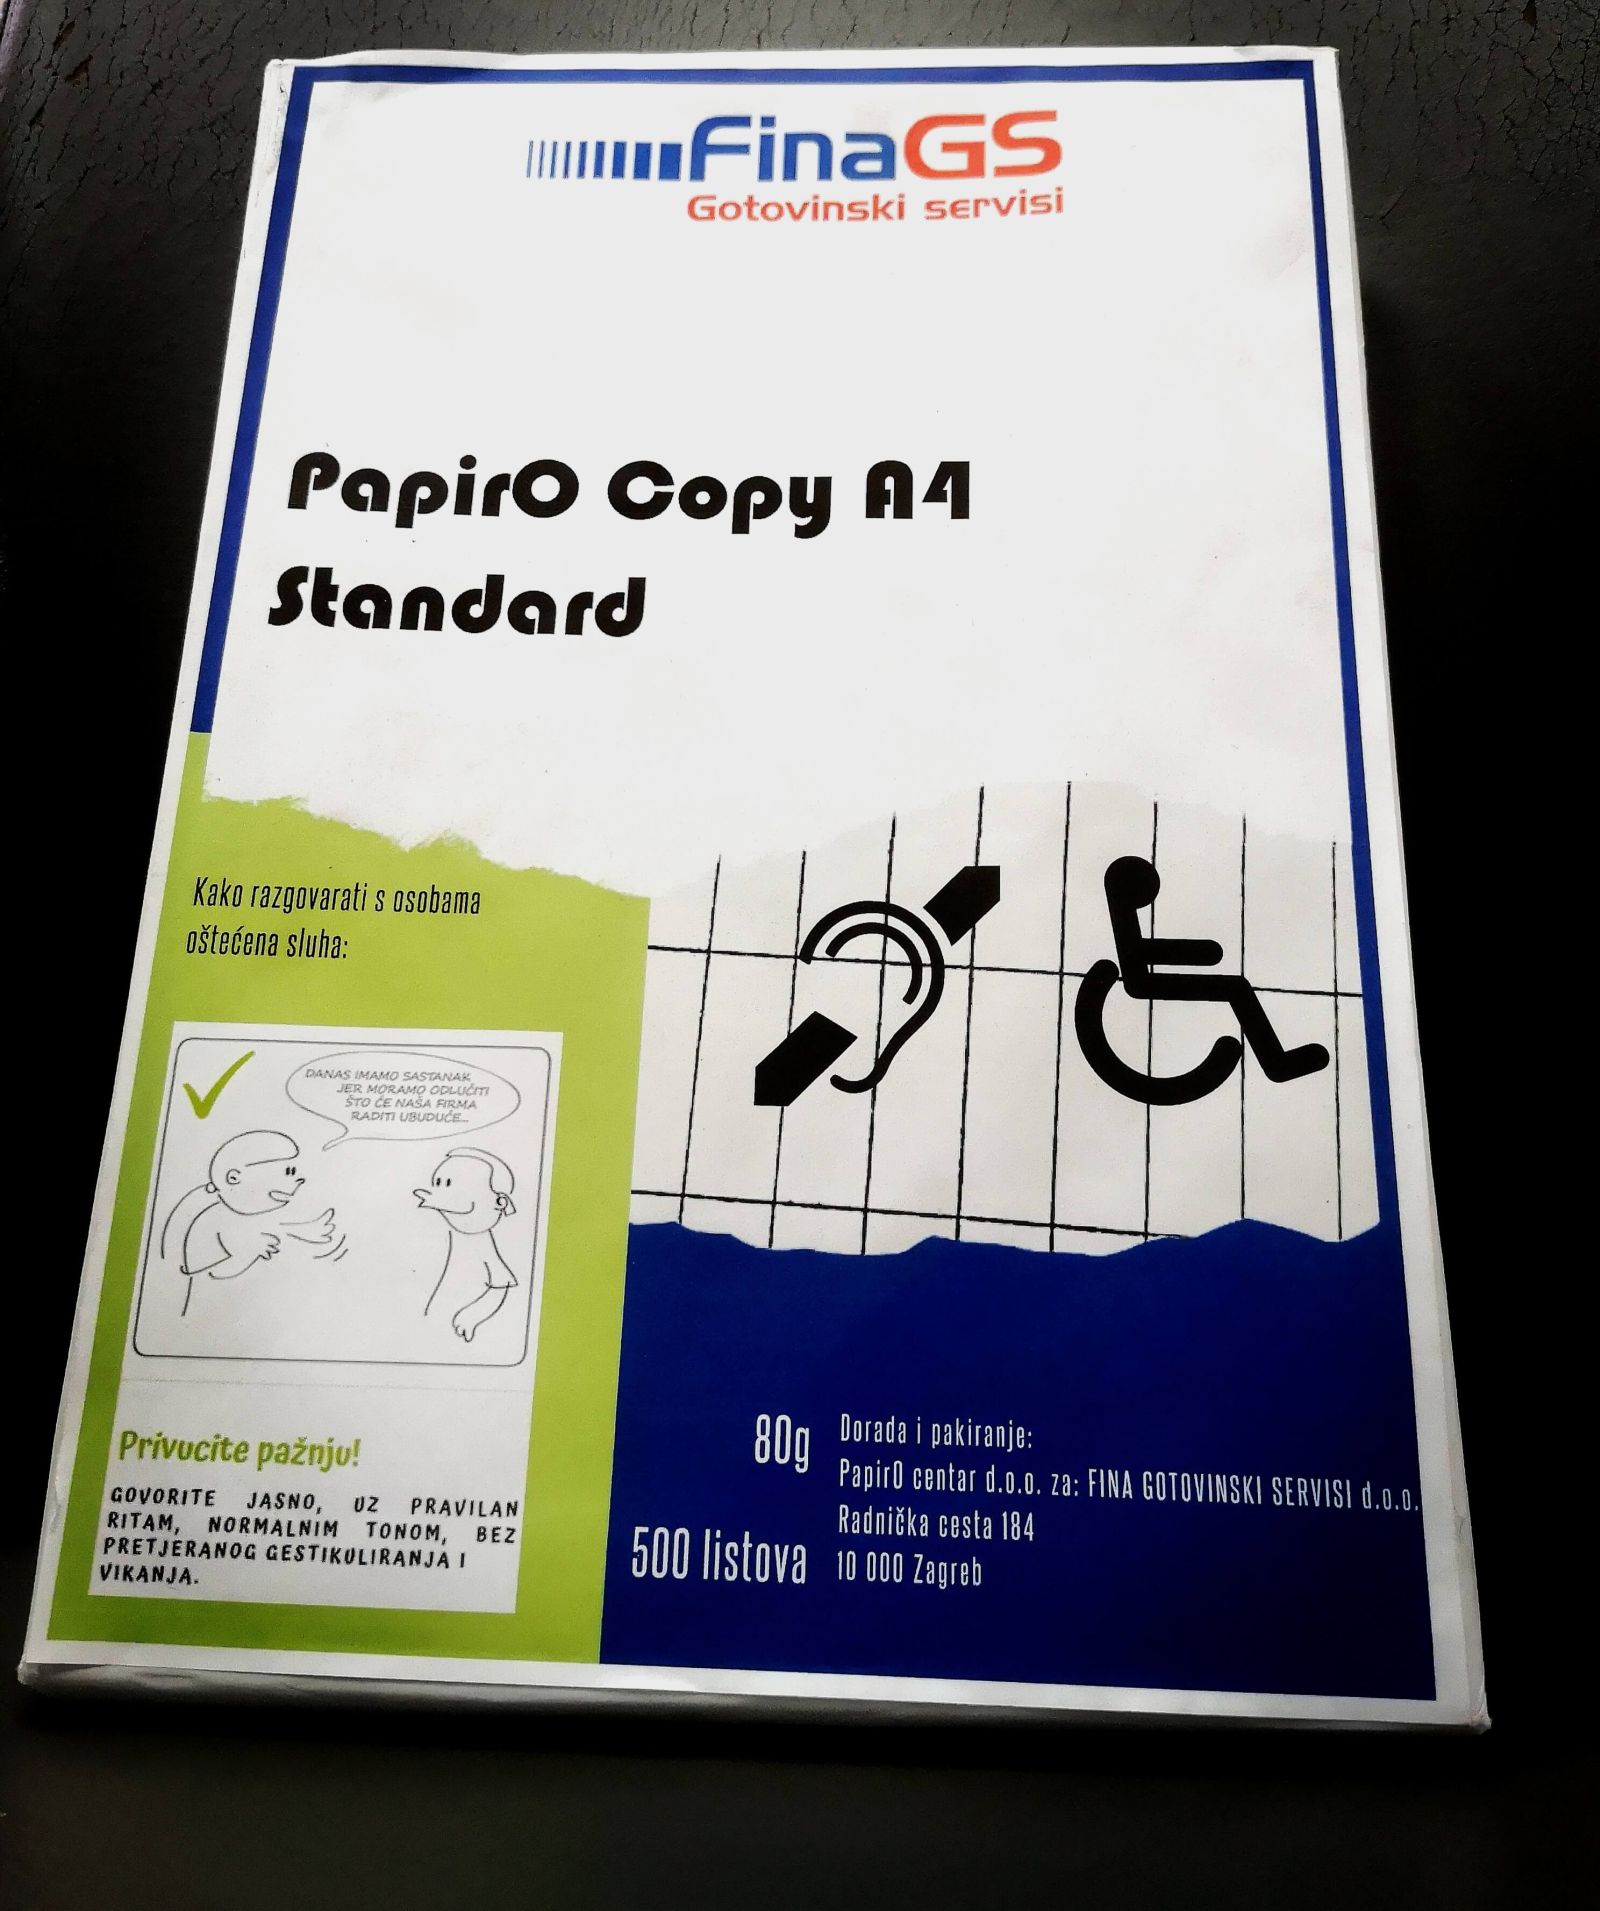 FinaGS
Gotovinski servisi
PapirO Copy A4
Standard
Kako razgovarati s osobama
oštećena sluha:
DANAS IMAMO SASTANAK
JER MORAMO ODLUČITI
ŠTO ĆE NAŠA FIRMA
RADITI UBUDUĆE...
Privucite pažnju!
GOVORITE JASNO, UZ PRAVILAN
RITAM, NORMALNIM TONOM, BEZ
PRETJERANOG GESTIKULIRANJA I
VIKANJA.
80g
500 listova
Dorada i pakiranje:
PapirO centar d.o.o. za: FINA GOTOVINSKI SERVISI d.o.o.
Radnička cesta 184
10 000 Zagreb